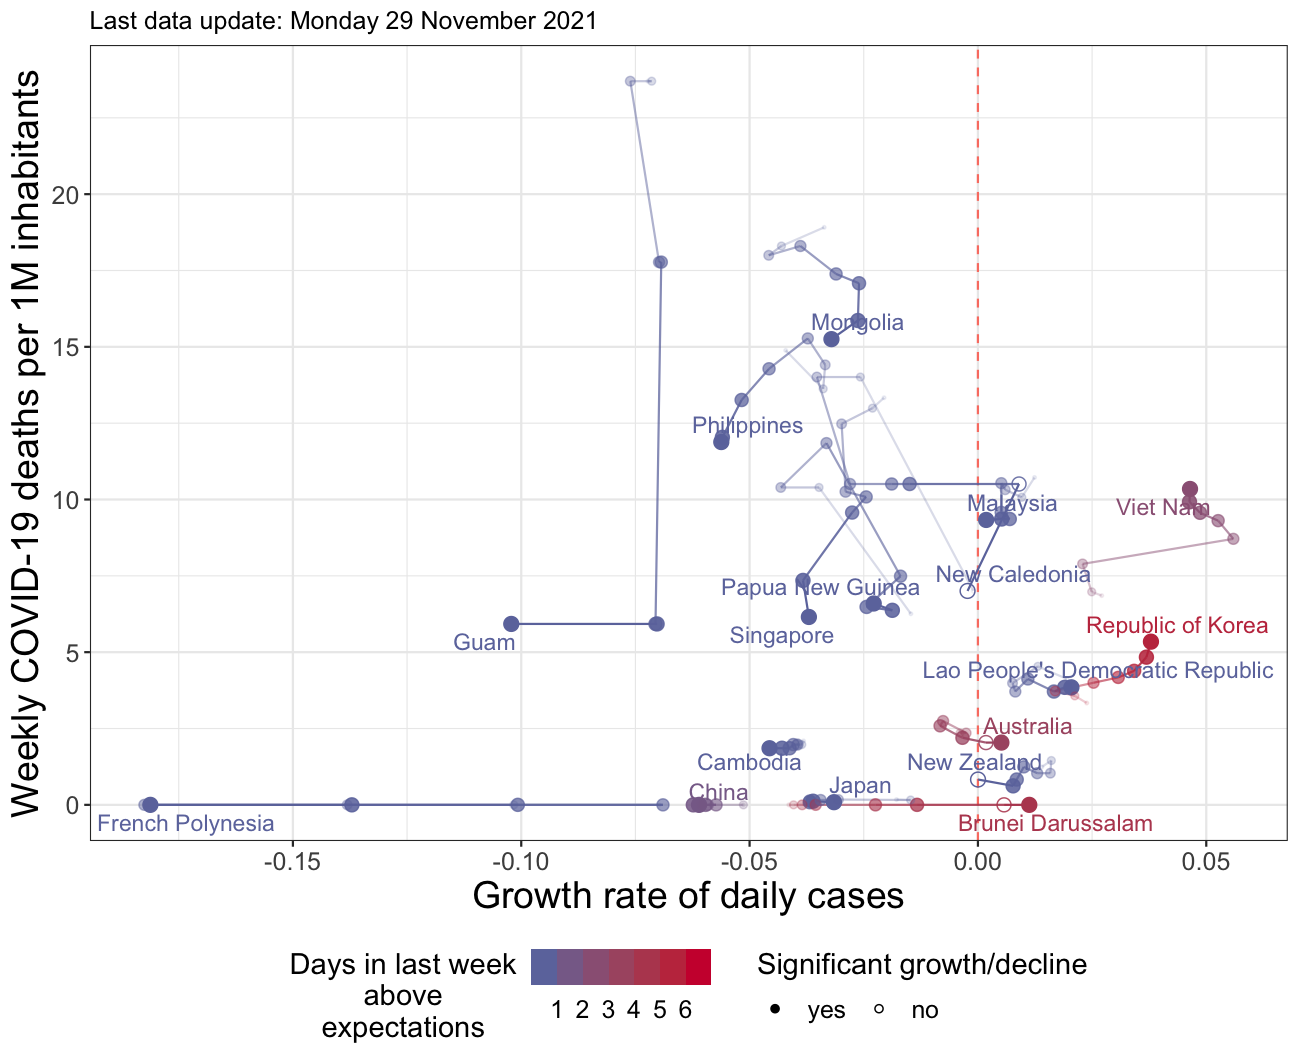 Last data update: Monday 29 November 2021
Weekly COVID-19 deaths per 1M inhabitants
20
15
10
5
0
Mongolia
Philippines
Malaysia
Viet Nam
New Caledonia
Papua New Guinea
Republic of Korea
Singapore
Guam
Lao People's Democratic Republic
Australia
New Zealand
Cambodia
Japan
China
French Polynesia
Brunei Darussalam
-0.15
-0.10
-0.05
0.00
0.05
Growth rate of daily cases
Days in last week
above
expectations
1 2 3 4 5 6
Significant growth/decline
yes
no